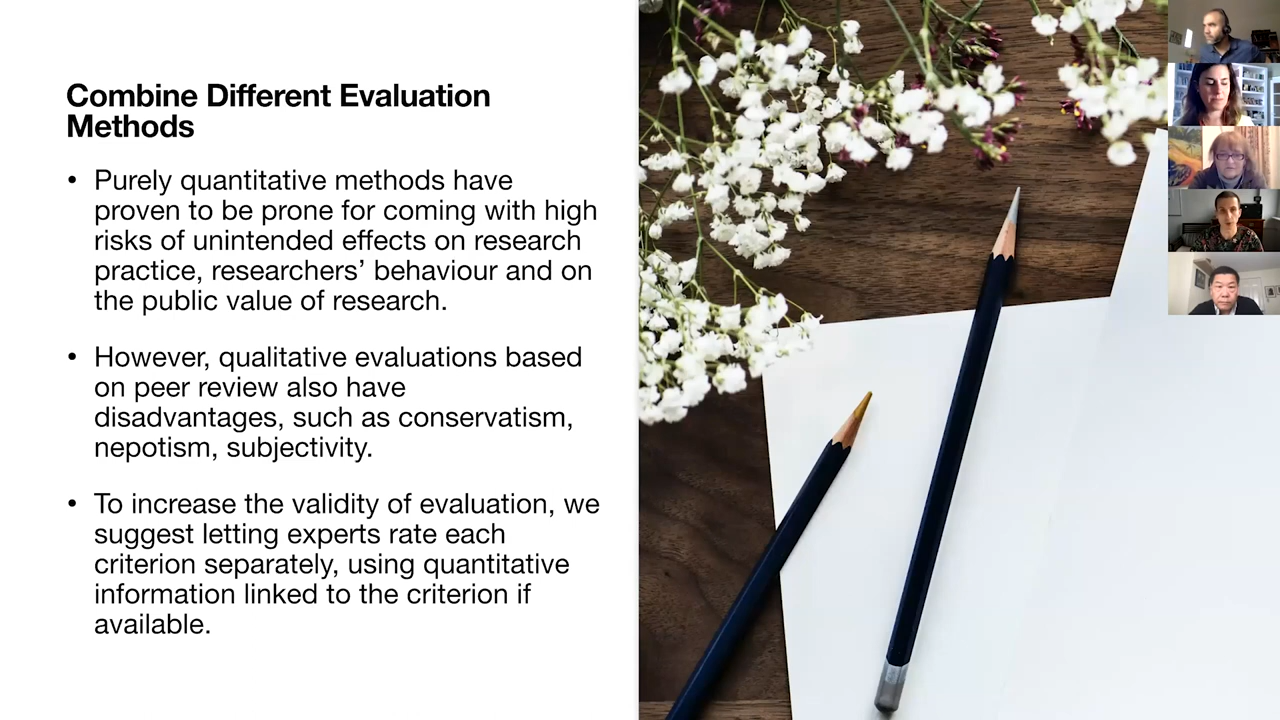 Combine Different Evaluation
Methods
• Purely quantitative methods have
proven to be prone for coming with high
risks of unintended effects on research
practice, researchers’ behaviour and on
the public value of research.
• However, qualitative evaluations based
on peer review also have
disadvantages, such as conservatism,
nepotism, subjectivity.
• To increase the validity of evaluation, we
suggest letting experts rate each
criterion separately, using quantitative
information linked to the criterion if
available.